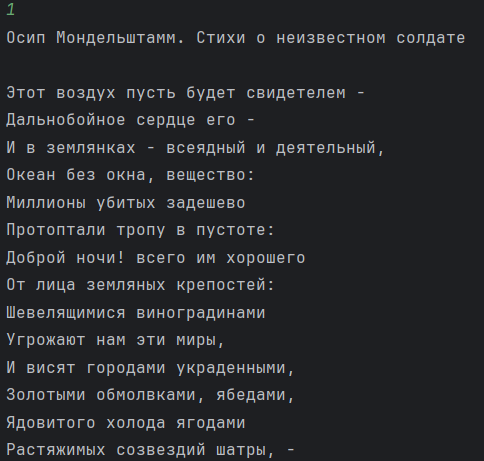 1
Осип Мондельштамм. Стихи о неизвестном солдате
Этот воздух пусть будет свидетелем -
Дальнобойное сердце его -
И в землянках - всеядный и деятельный,
Океан без окна, вещество:
Миллионы убитых задешево
Протоптали тропу в пустоте:
Доброй ночи! всего им хорошего
От лица земляных крепостей:
Шевелящимися виноградинами
Угрожают нам эти миры,
И висят городами украденными,
Золотыми обмолвками, ябедами,
Ядовитого холода ягодами
Растяжимых созвездий шатры, -